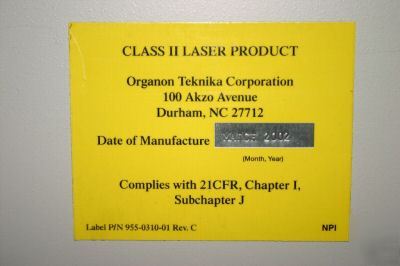 CLASS II LASER PRODUCT
Organon Teknika Corporation
100 Akzo Avenue
Durham, NC 27712
Date of Manufacture MARCH 2002
(Month, Year)
Complies with 21CFR, Chapter I,
Subchapter J
Label P/N 955-0310-01 Rev. C NPI